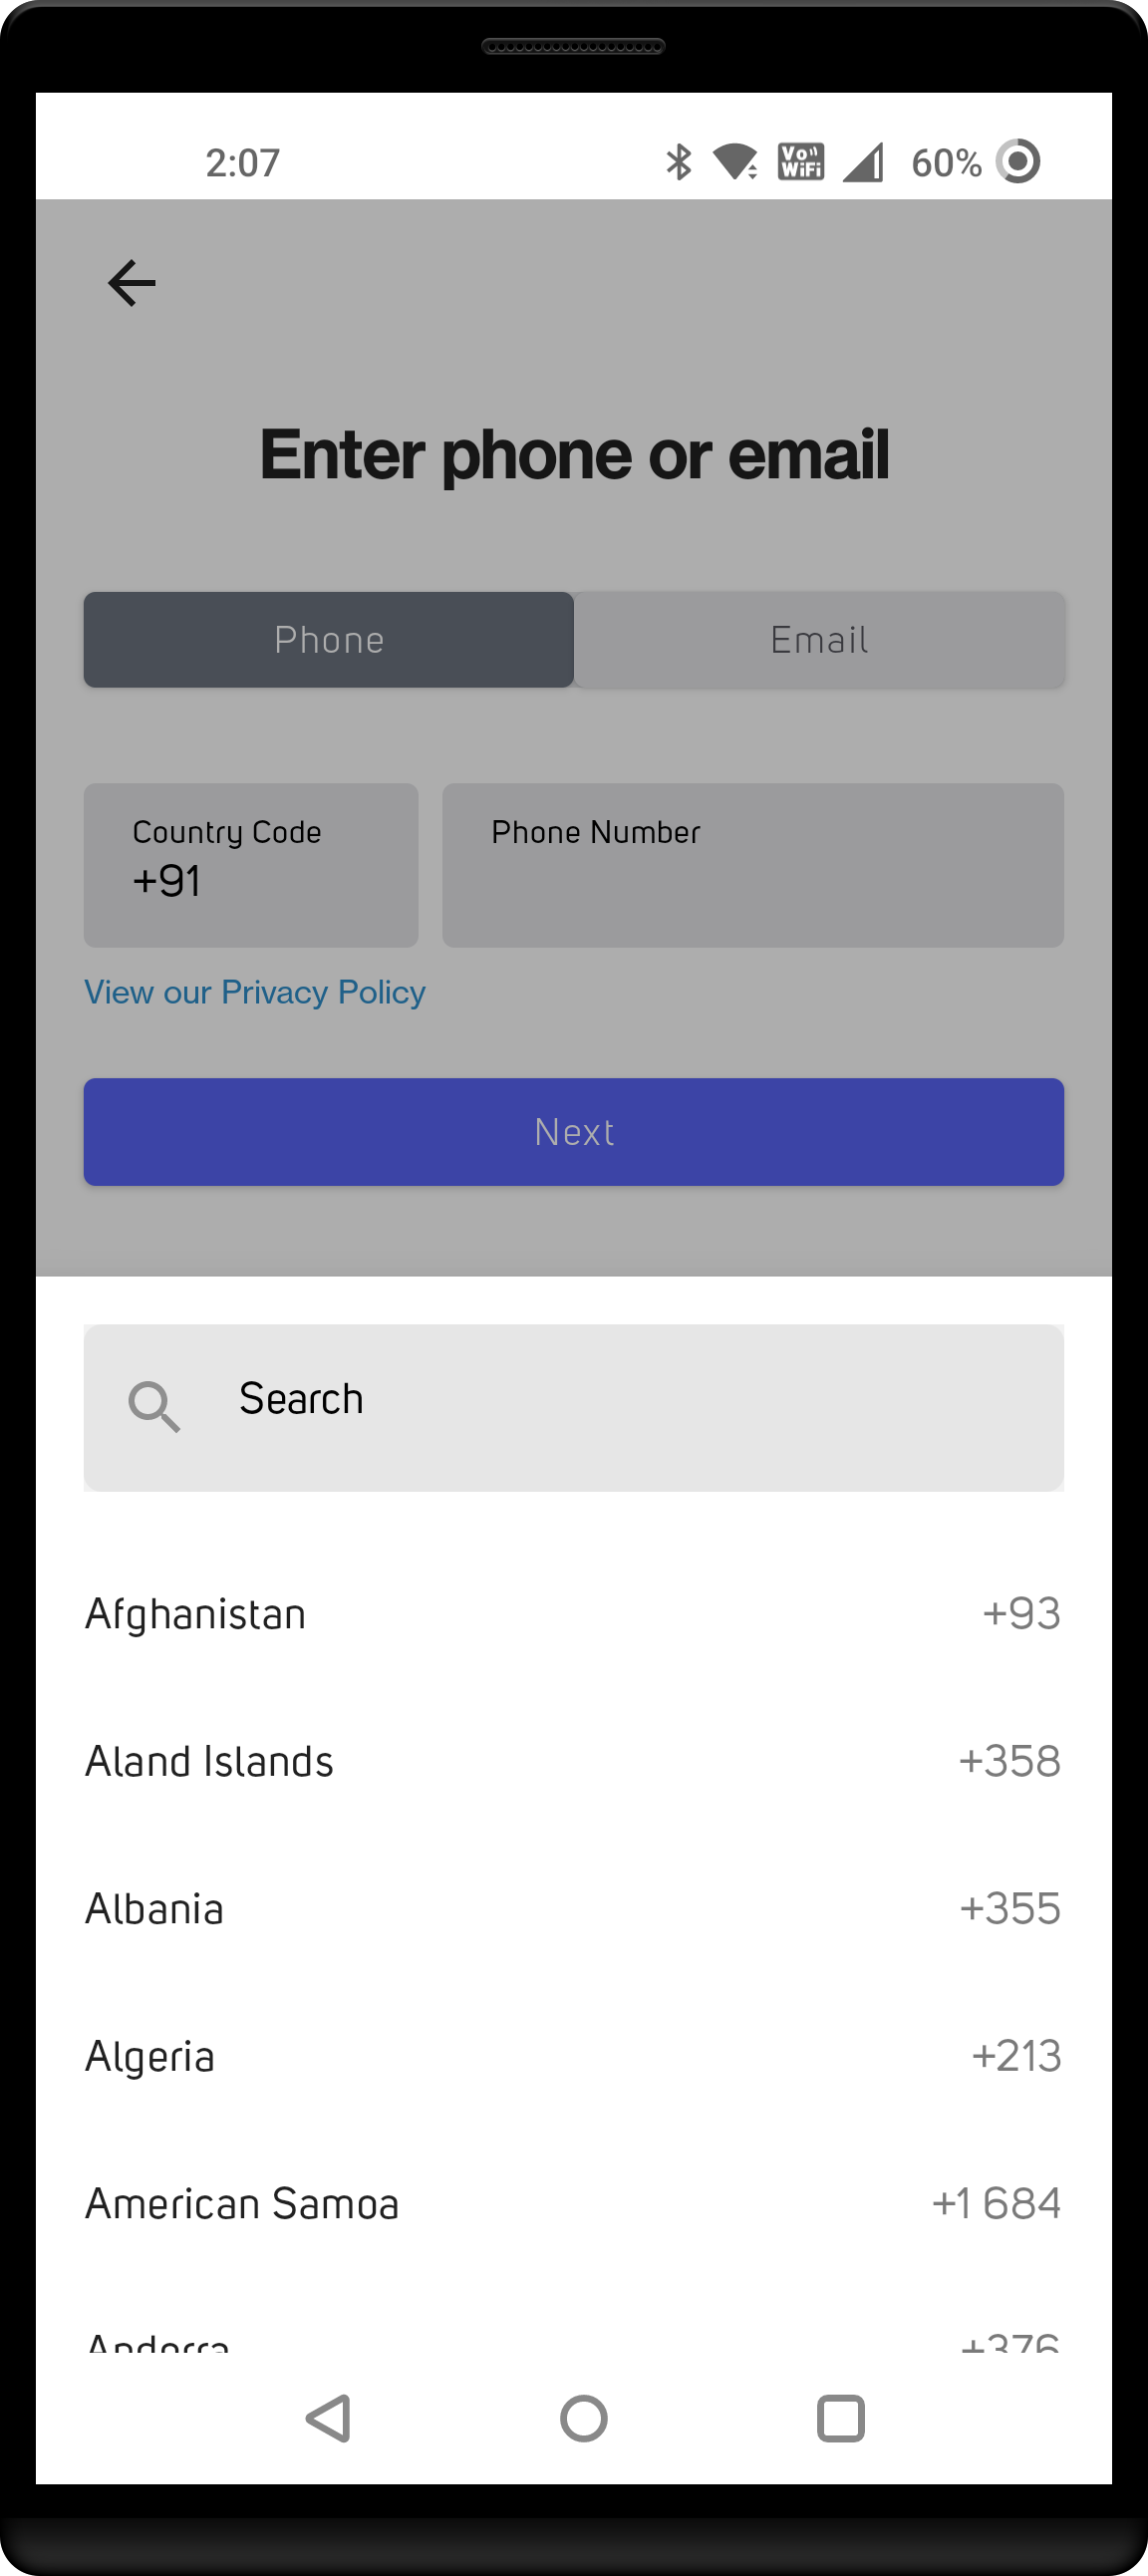 2:07
Vo WiFi
60%
Enter phone or email
Phone
Email
Country Code
+91
Phone Number
View our Privacy Policy
Next
Search
Afghanistan +93
Aland Islands +358
Albania +355
Algeria +213
American Samoa +1 684
Andorra +376